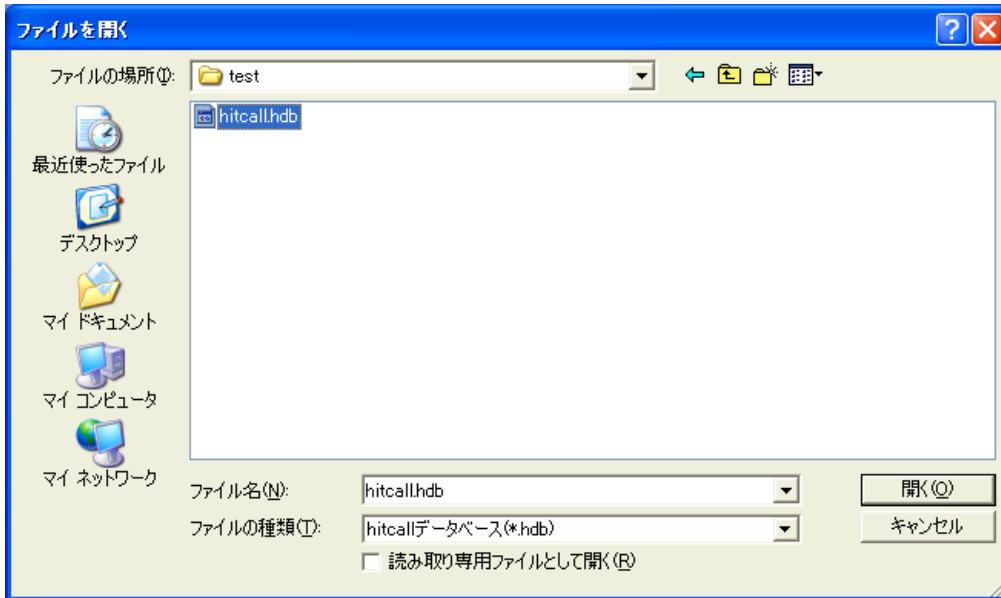 ファイルを開く
ファイルの場所(I):
test
hitcall.hdb
最近使ったファイル
デスクトップ
マイ ドキュメント
マイ コンピュータ
マイ ネットワーク
ファイル名(N):
hitcall.hdb
開く(O)
ファイルの種類(T):
hitcallデータベース(*.hdb)
キャンセル
読み取り専用ファイルとして開く(R)